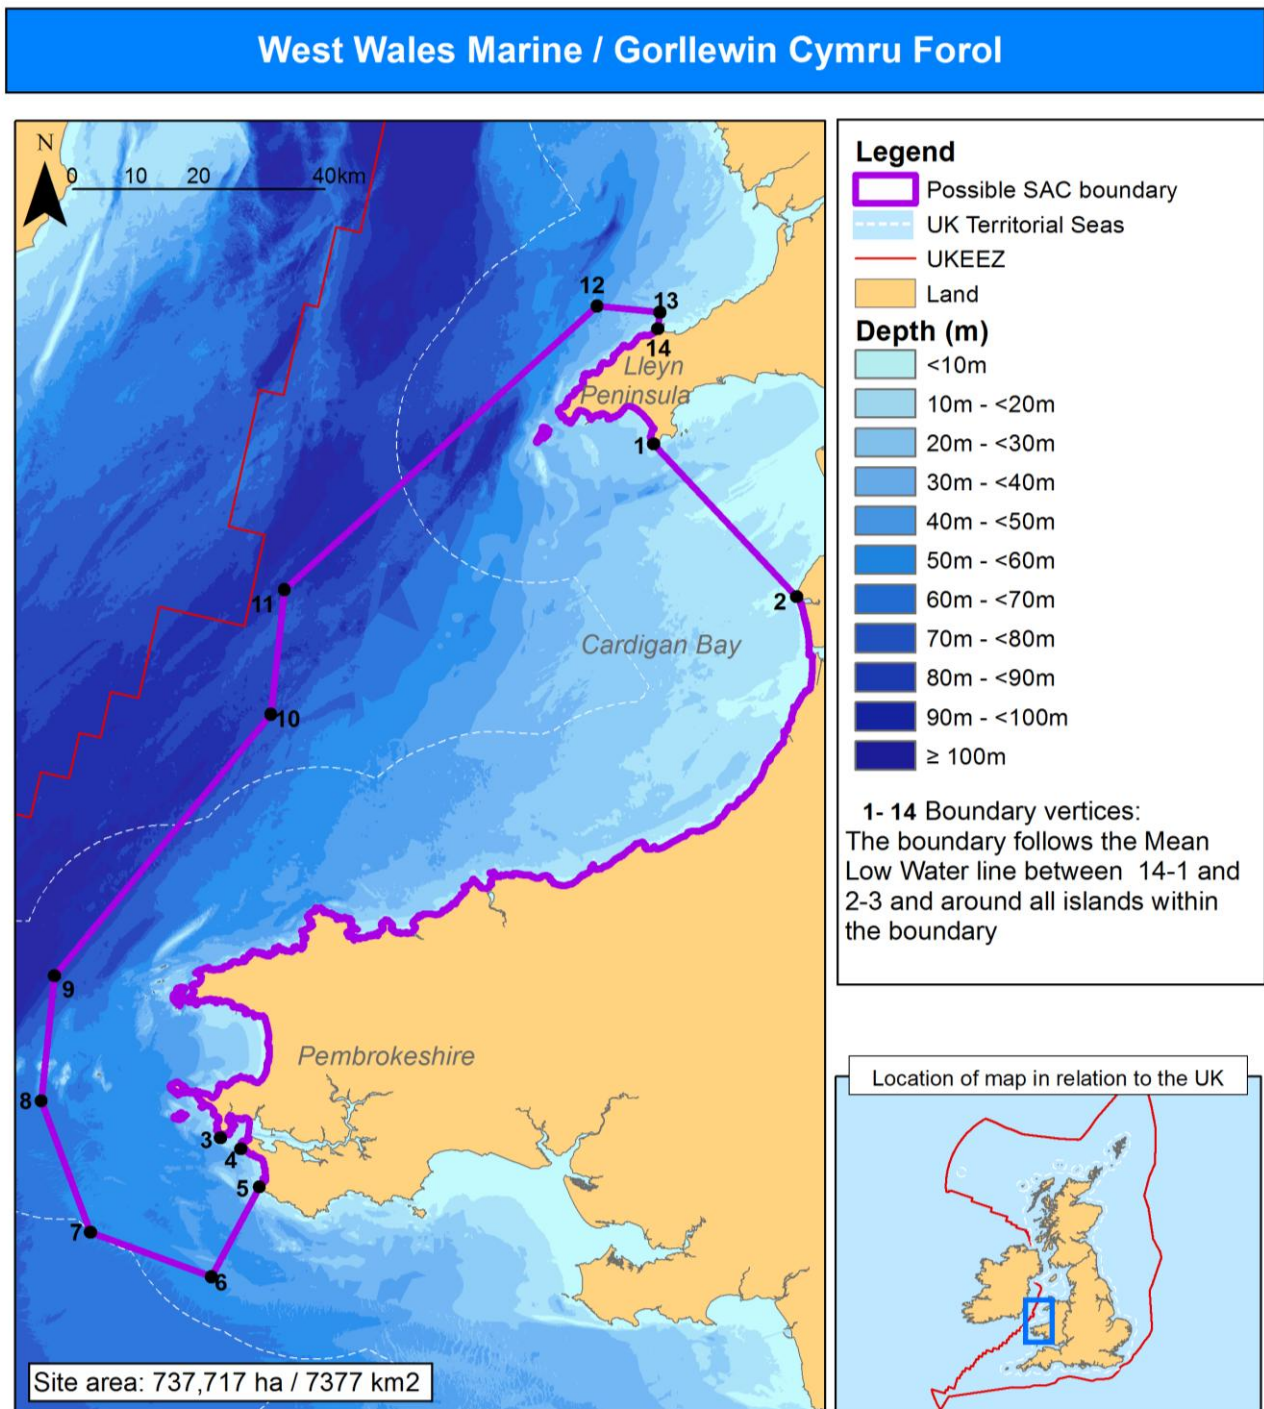 West Wales Marine / Gorllewin Cymru Forol
N
0 10 20 40km
12
13
14
Lleyn
Peninsula
1
2
11
Cardigan Bay
10
9
Pembrokeshire
8
3
4
5
7
6
Site area: 737,717 ha / 7377 km2
Legend
Possible SAC boundary
UK Territorial Seas
UKEEZ
Land
Depth (m)
<10m
10m - <20m
20m - <30m
30m - <40m
40m - <50m
50m - <60m
60m - <70m
70m - <80m
80m - <90m
90m - <100m
≥ 100m
1- 14 Boundary vertices:
The boundary follows the Mean
Low Water line between 14-1 and
2-3 and around all islands within
the boundary
Location of map in relation to the UK